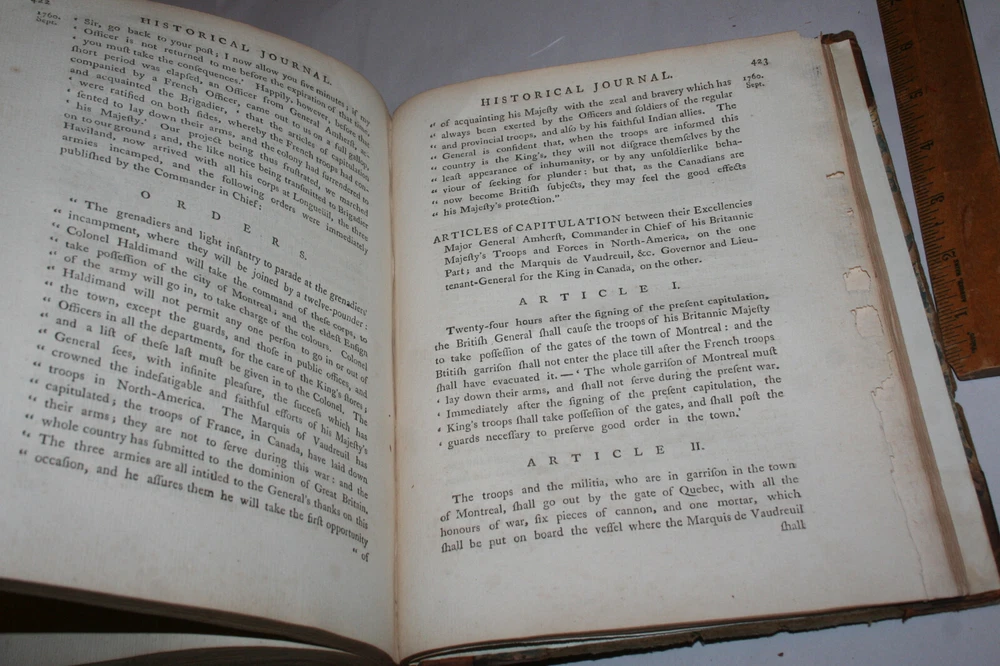 422
HISTORICAL JOURNAL.
1760.
Sept.
‘ Sir, go back to your poſt; I now allow you five minutes; if my
‘ Officer is not returned to me before the expiration of that time,
‘ you muſt take the conſequences.’ Happily, however, before that
ſhort period was elapſed, an Officer from General Amherſt, ac-
companied by a French Officer, came out to us on a full gallop,
and acquainted the Brigadier, ‘ that the articles of capitulation
‘ were ratified on both ſides, whereby the French troops had con-
‘ ſented to lay down their arms, and the colony had ſurrendered to
‘ his Majeſty.’ Our project being thus fruſtrated, we marched
on to our ground; and, the like notice being tranſmitted to Brigadier
Haviland, now arrived with all his corps at Longueüil, the three
armies incamped, and the following orders were immediately
publiſhed by the Commander in Chief:
ORDERS.
“ The grenadiers and light infantry to parade at the grenadiers'
“ incampment, where they will be joined by a twelve-pounder:
“ Colonel Haldimand will take the command of theſe corps, to
“ take poſſeſſion of the city of Montreal; and the eldeſt Enſign
“ of the army will go in, to take charge of the colours. Colonel
“ Haldimand will not permit any one perſon to go in or out of
“ the town, except the guards, and thoſe in public offices, and
“ Officers in all the departments, for the care of the King's ſtores;
“ and a liſt of theſe laſt muſt be given in to the Colonel. The
“ General ſees, with infinite pleaſure, the ſucceſs which has
“ crowned the indefatigable and faithful efforts of his Majeſty's
“ troops in North-America. The Marquis of Vaudreuil has
“ capitulated; the troops of France, in Canada, have laid down
“ their arms; they are not to ſerve during this war: and the
“ whole country has ſubmitted to the dominion of Great Britain.
“ The three armies are all intitled to the General's thanks on this
“ occaſion, and he aſſures them he will take the firſt opportunity
“ of
423
HISTORICAL JOURNAL.
1760.
Sept.
“ of acquainting his Majeſty with the zeal and bravery which has
“ always been exerted by the Officers and ſoldiers of the regular
“ and provincial troops, and alſo by his faithful Indian allies. The
“ General is confident that, when the troops are informed this
“ country is the King's, they will not diſgrace themſelves by the
“ leaſt appearance of inhumanity, or by any unſoldierlike beha-
“ viour of ſeeking for plunder: but that, as the Canadians are
“ now become Britiſh ſubjects, they may feel the good effects
“ his Majeſty's protection.”
ARTICLES of CAPITULATION between their Excellencies
Major General Amherſt, Commander in Chief of his Britannic
Majeſty's Troops and Forces in North-America, on the one
Part; and the Marquis de Vaudreuil, &c. Governor and Lieu-
tenant-General for the King in Canada, on the other.
ARTICLE I.
Twenty-four hours after the ſigning of the preſent capitulation,
the Britiſh General ſhall cauſe the troops of his Britannic Majeſty
to take poſſeſſion of the gates of the town of Montreal: and the
Btitiſh garriſon ſhall not enter the place till after the French troops
ſhall have evacuated it.—‘ The whole garriſon of Montreal muſt
‘ lay down their arms, and ſhall not ſerve during the preſent war.
‘ Immediately after the ſigning of the preſent capitulation, the
‘ King's troops ſhall take poſſeſſion of the gates, and ſhall poſt the
‘ guards neceſſary to preſerve good order in the town.’
ARTICLE II.
The troops and the militia, who are in garriſon in the town
of Montreal, ſhall go out by the gate of Quebec, with all the
honours of war, ſix pieces of cannon, and one mortar, which
ſhall be put on board the veſſel where the Marquis de Vaudreuil
ſhall